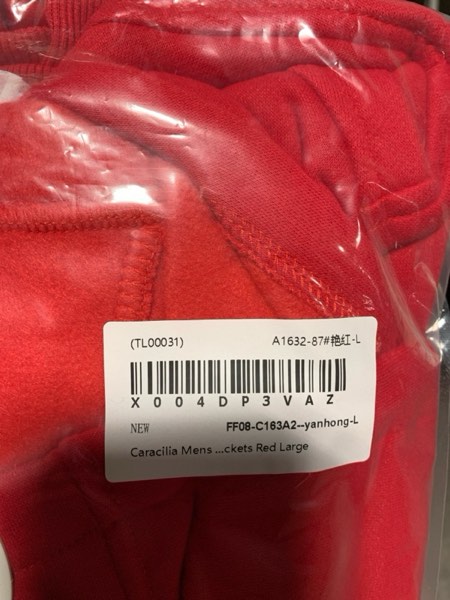 (TL00031) A1632-87#艳红-L
X004DP3VAZ
NEW FF08-C163A2--yanhong-L
Caracilia Mens ...ckets Red Large